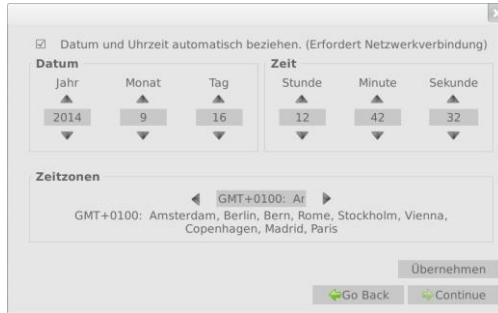 Datum und Uhrzeit automatisch beziehen. (Erfordert Netzwerkverbindung)
Datum
Zeit
Jahr Monat Tag Stunde Minute Sekunde
2014 9 16 12 42 32
Zeitzonen
GMT+0100: Ar
GMT+0100: Amsterdam, Berlin, Bern, Rome, Stockholm, Vienna,
Copenhagen, Madrid, Paris
Übernehmen
Go Back Continue